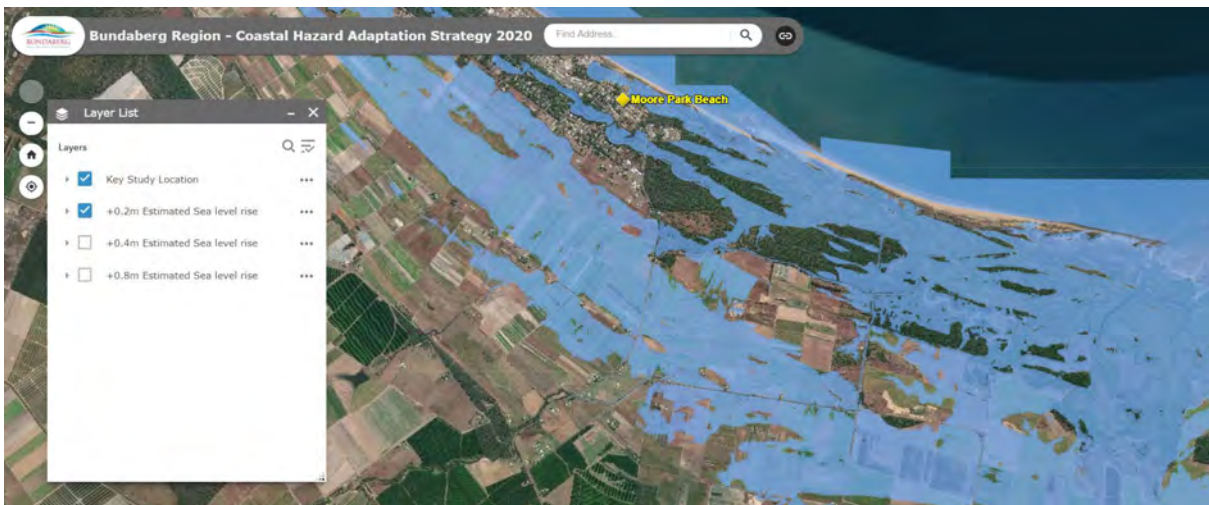 BUNDABERG
Bundaberg Region - Coastal Hazard Adaptation Strategy 2020
Find Address..
Moore Park Beach
Layer List
Layers
Key Study Location
+0.2m Estimated Sea level rise
+0.4m Estimated Sea level rise
+0.8m Estimated Sea level rise